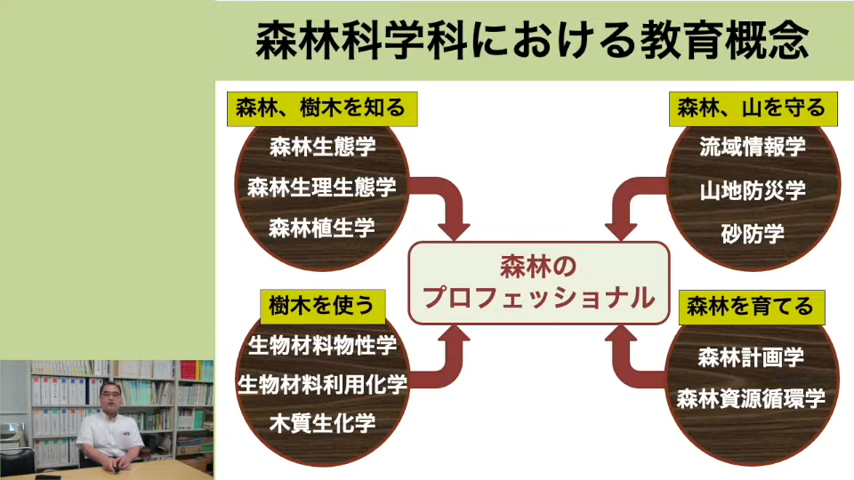 森林科学科における教育概念
森林、樹木を知る
森林生態学
森林生理生態学
森林植生学
森林、山を守る
流域情報学
山地防災学
砂防学
森林の
プロフェッショナル
樹木を使う
生物材料物性学
生物材料利用化学
木質生化学
森林を育てる
森林計画学
森林資源循環学